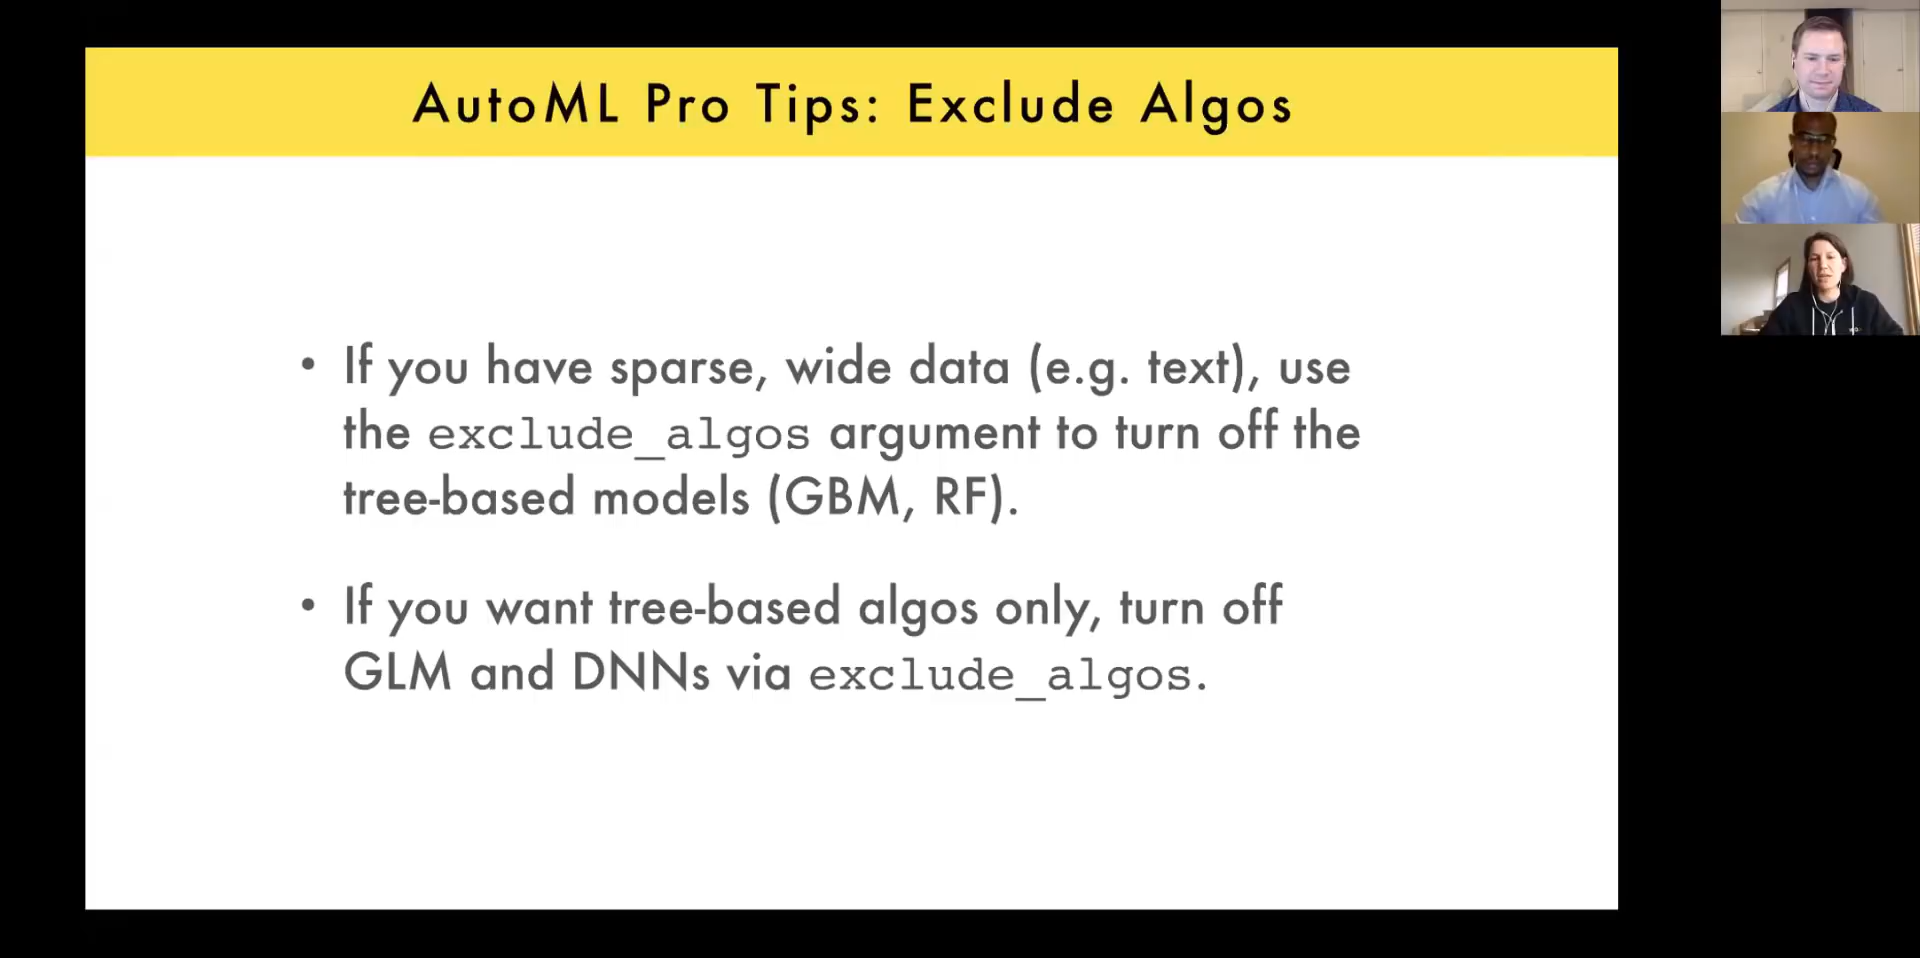 AutoML Pro Tips: Exclude Algos
• If you have sparse, wide data (e.g. text), use
the exclude_algos argument to turn off the
tree-based models (GBM, RF).
• If you want tree-based algos only, turn off
GLM and DNNs via exclude_algos.